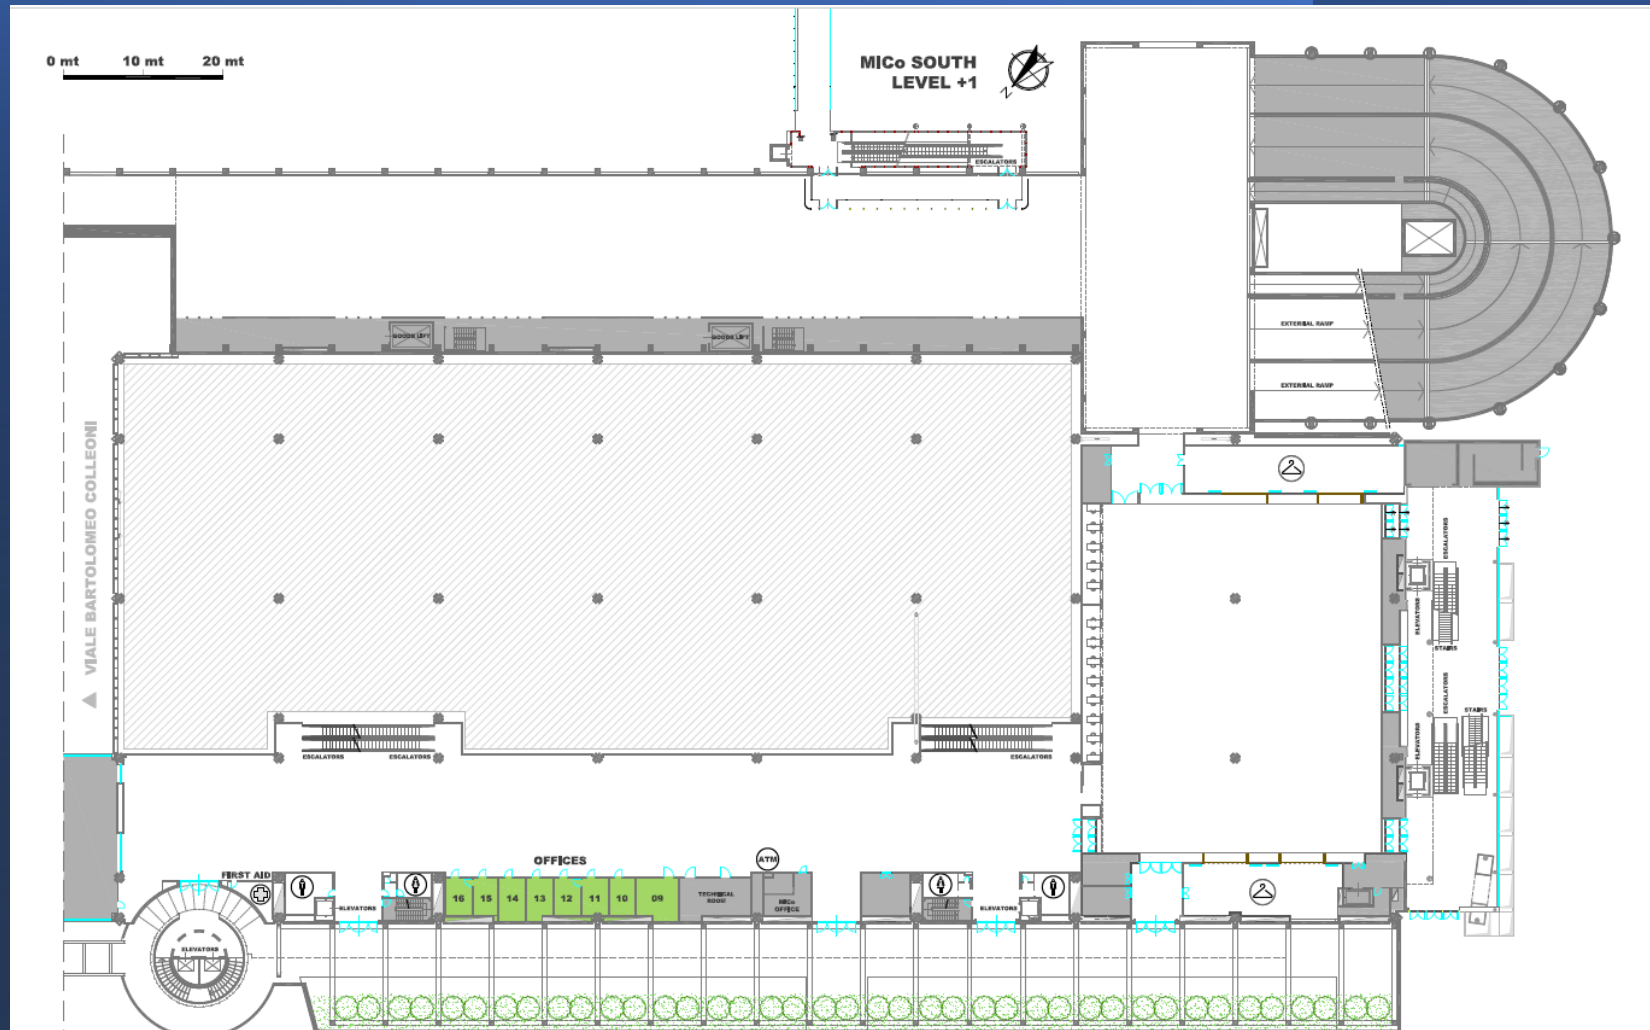 0 mt 10 mt 20 mt
MICo SOUTH
LEVEL +1
N
ESCALATORS
GOODS LIFT
GOODS LIFT
EXTERNAL RAMP
EXTERNAL RAMP
VIALE BARTOLOMEO COLLEONI
ESCALATORS
ELEVATORS
STAIRS
ESCALATORS
STAIRS
ELEVATORS
ESCALATORS
ESCALATORS
ESCALATORS
OFFICES
ATM
FIRST AID
ELEVATORS
16 15 14 13 12 11 10 09
TECHNICAL
ROOM
MICo
OFFICE
ELEVATORS
ELEVATORS